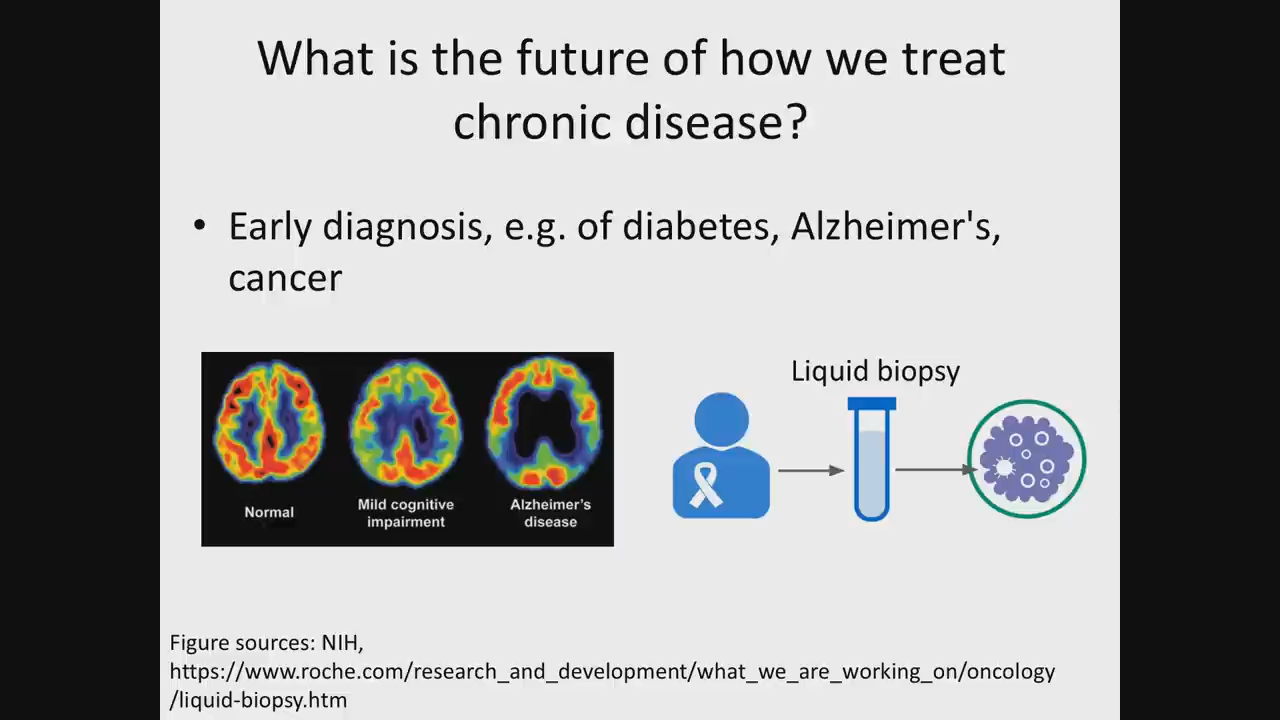 What is the future of how we treat
chronic disease?
• Early diagnosis, e.g. of diabetes, Alzheimer's,
cancer
Liquid biopsy
Normal
Mild cognitive
impairment
Alzheimer's
disease
Figure sources: NIH,
https://www.roche.com/research_and_development/what_we_are_working_on/oncology
/liquid-biopsy.htm